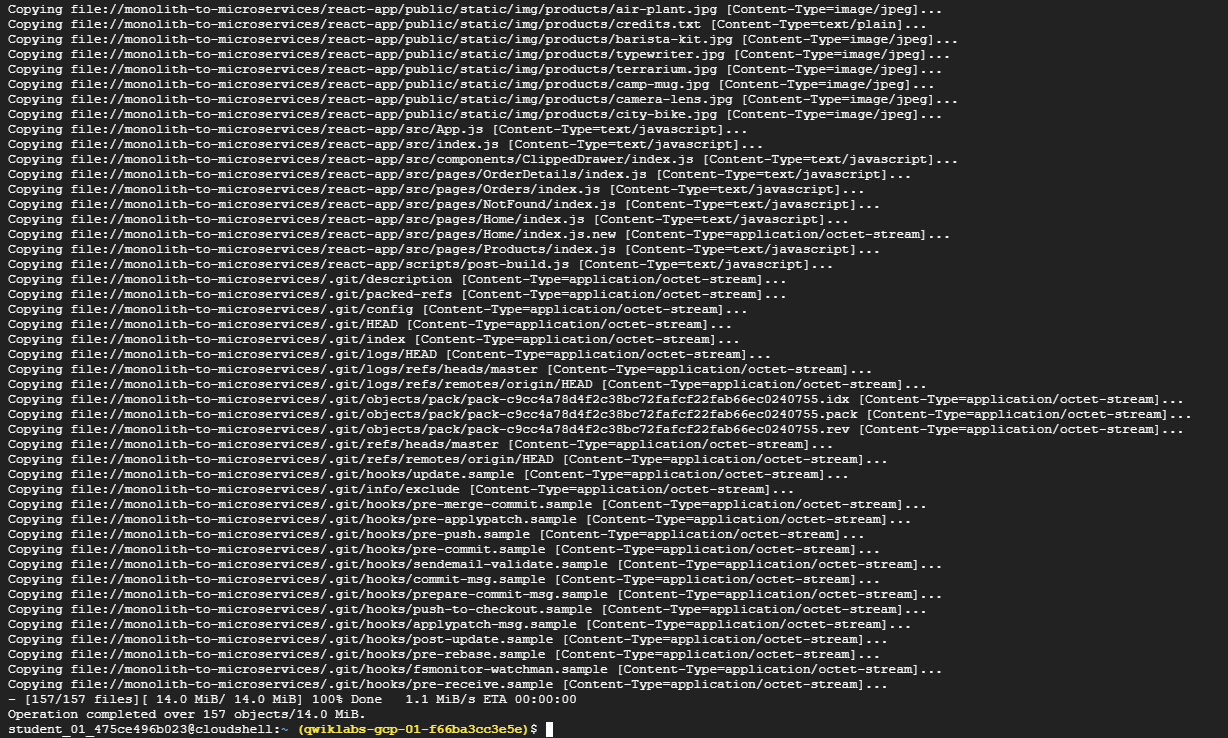 Copying file://monolith-to-microservices/react-app/public/static/img/products/air-plant.jpg [Content-Type=image/jpeg]...
Copying file://monolith-to-microservices/react-app/public/static/img/products/credits.txt [Content-Type=text/plain]...
Copying file://monolith-to-microservices/react-app/public/static/img/products/barista-kit.jpg [Content-Type=image/jpeg]...
Copying file://monolith-to-microservices/react-app/public/static/img/products/typewriter.jpg [Content-Type=image/jpeg]...
Copying file://monolith-to-microservices/react-app/public/static/img/products/terrarium.jpg [Content-Type=image/jpeg]...
Copying file://monolith-to-microservices/react-app/public/static/img/products/camp-mug.jpg [Content-Type=image/jpeg]...
Copying file://monolith-to-microservices/react-app/public/static/img/products/camera-lens.jpg [Content-Type=image/jpeg]...
Copying file://monolith-to-microservices/react-app/public/static/img/products/city-bike.jpg [Content-Type=image/jpeg]...
Copying file://monolith-to-microservices/react-app/src/App.js [Content-Type=text/javascript]...
Copying file://monolith-to-microservices/react-app/src/index.js [Content-Type=text/javascript]...
Copying file://monolith-to-microservices/react-app/src/components/ClippedDrawer/index.js [Content-Type=text/javascript]...
Copying file://monolith-to-microservices/react-app/src/pages/OrderDetails/index.js [Content-Type=text/javascript]...
Copying file://monolith-to-microservices/react-app/src/pages/Orders/index.js [Content-Type=text/javascript]...
Copying file://monolith-to-microservices/react-app/src/pages/NotFound/index.js [Content-Type=text/javascript]...
Copying file://monolith-to-microservices/react-app/src/pages/Home/index.js [Content-Type=text/javascript]...
Copying file://monolith-to-microservices/react-app/src/pages/Home/index.js.new [Content-Type=application/octet-stream]...
Copying file://monolith-to-microservices/react-app/src/pages/Products/index.js [Content-Type=text/javascript]...
Copying file://monolith-to-microservices/react-app/scripts/post-build.js [Content-Type=text/javascript]...
Copying file://monolith-to-microservices/.git/description [Content-Type=application/octet-stream]...
Copying file://monolith-to-microservices/.git/packed-refs [Content-Type=application/octet-stream]...
Copying file://monolith-to-microservices/.git/config [Content-Type=application/octet-stream]...
Copying file://monolith-to-microservices/.git/HEAD [Content-Type=application/octet-stream]...
Copying file://monolith-to-microservices/.git/index [Content-Type=application/octet-stream]...
Copying file://monolith-to-microservices/.git/logs/HEAD [Content-Type=application/octet-stream]...
Copying file://monolith-to-microservices/.git/logs/refs/heads/master [Content-Type=application/octet-stream]...
Copying file://monolith-to-microservices/.git/logs/refs/remotes/origin/HEAD [Content-Type=application/octet-stream]...
Copying file://monolith-to-microservices/.git/objects/pack/pack-c9cc4a78d4f2c38bc72fafcf22fab66ec0240755.idx [Content-Type=application/octet-stream]...
Copying file://monolith-to-microservices/.git/objects/pack/pack-c9cc4a78d4f2c38bc72fafcf22fab66ec0240755.pack [Content-Type=application/octet-stream]...
Copying file://monolith-to-microservices/.git/objects/pack/pack-c9cc4a78d4f2c38bc72fafcf22fab66ec0240755.rev [Content-Type=application/octet-stream]...
Copying file://monolith-to-microservices/.git/refs/heads/master [Content-Type=application/octet-stream]...
Copying file://monolith-to-microservices/.git/refs/remotes/origin/HEAD [Content-Type=application/octet-stream]...
Copying file://monolith-to-microservices/.git/hooks/update.sample [Content-Type=application/octet-stream]...
Copying file://monolith-to-microservices/.git/info/exclude [Content-Type=application/octet-stream]...
Copying file://monolith-to-microservices/.git/hooks/pre-merge-commit.sample [Content-Type=application/octet-stream]...
Copying file://monolith-to-microservices/.git/hooks/pre-applypatch.sample [Content-Type=application/octet-stream]...
Copying file://monolith-to-microservices/.git/hooks/pre-push.sample [Content-Type=application/octet-stream]...
Copying file://monolith-to-microservices/.git/hooks/pre-commit.sample [Content-Type=application/octet-stream]...
Copying file://monolith-to-microservices/.git/hooks/sendemail-validate.sample [Content-Type=application/octet-stream]...
Copying file://monolith-to-microservices/.git/hooks/commit-msg.sample [Content-Type=application/octet-stream]...
Copying file://monolith-to-microservices/.git/hooks/prepare-commit-msg.sample [Content-Type=application/octet-stream]...
Copying file://monolith-to-microservices/.git/hooks/push-to-checkout.sample [Content-Type=application/octet-stream]...
Copying file://monolith-to-microservices/.git/hooks/applypatch-msg.sample [Content-Type=application/octet-stream]...
Copying file://monolith-to-microservices/.git/hooks/post-update.sample [Content-Type=application/octet-stream]...
Copying file://monolith-to-microservices/.git/hooks/pre-rebase.sample [Content-Type=application/octet-stream]...
Copying file://monolith-to-microservices/.git/hooks/fsmonitor-watchman.sample [Content-Type=application/octet-stream]...
Copying file://monolith-to-microservices/.git/hooks/pre-receive.sample [Content-Type=application/octet-stream]...
- [157/157 files][ 14.0 MiB/ 14.0 MiB] 100% Done   1.1 MiB/s ETA 00:00:00
Operation completed over 157 objects/14.0 MiB.
student_01_475ce496b023@cloudshell:~ (qwiklabs-gcp-01-f66ba3cc3e5e)$